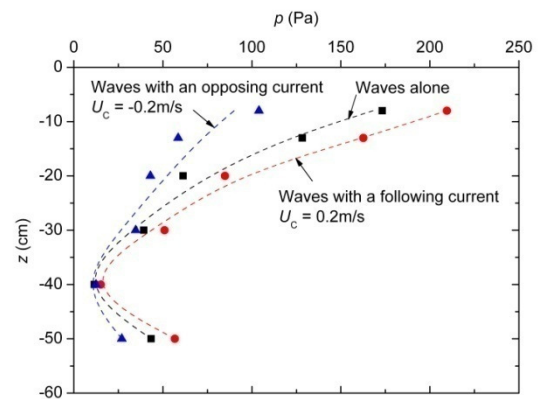 p (Pa)
0 50 100 150 200 250
0
-10
-20
-30
-40
-50
-60
z (cm)
Waves with an opposing current
U_C = -0.2m/s
Waves alone
Waves with a following current
U_C = 0.2m/s